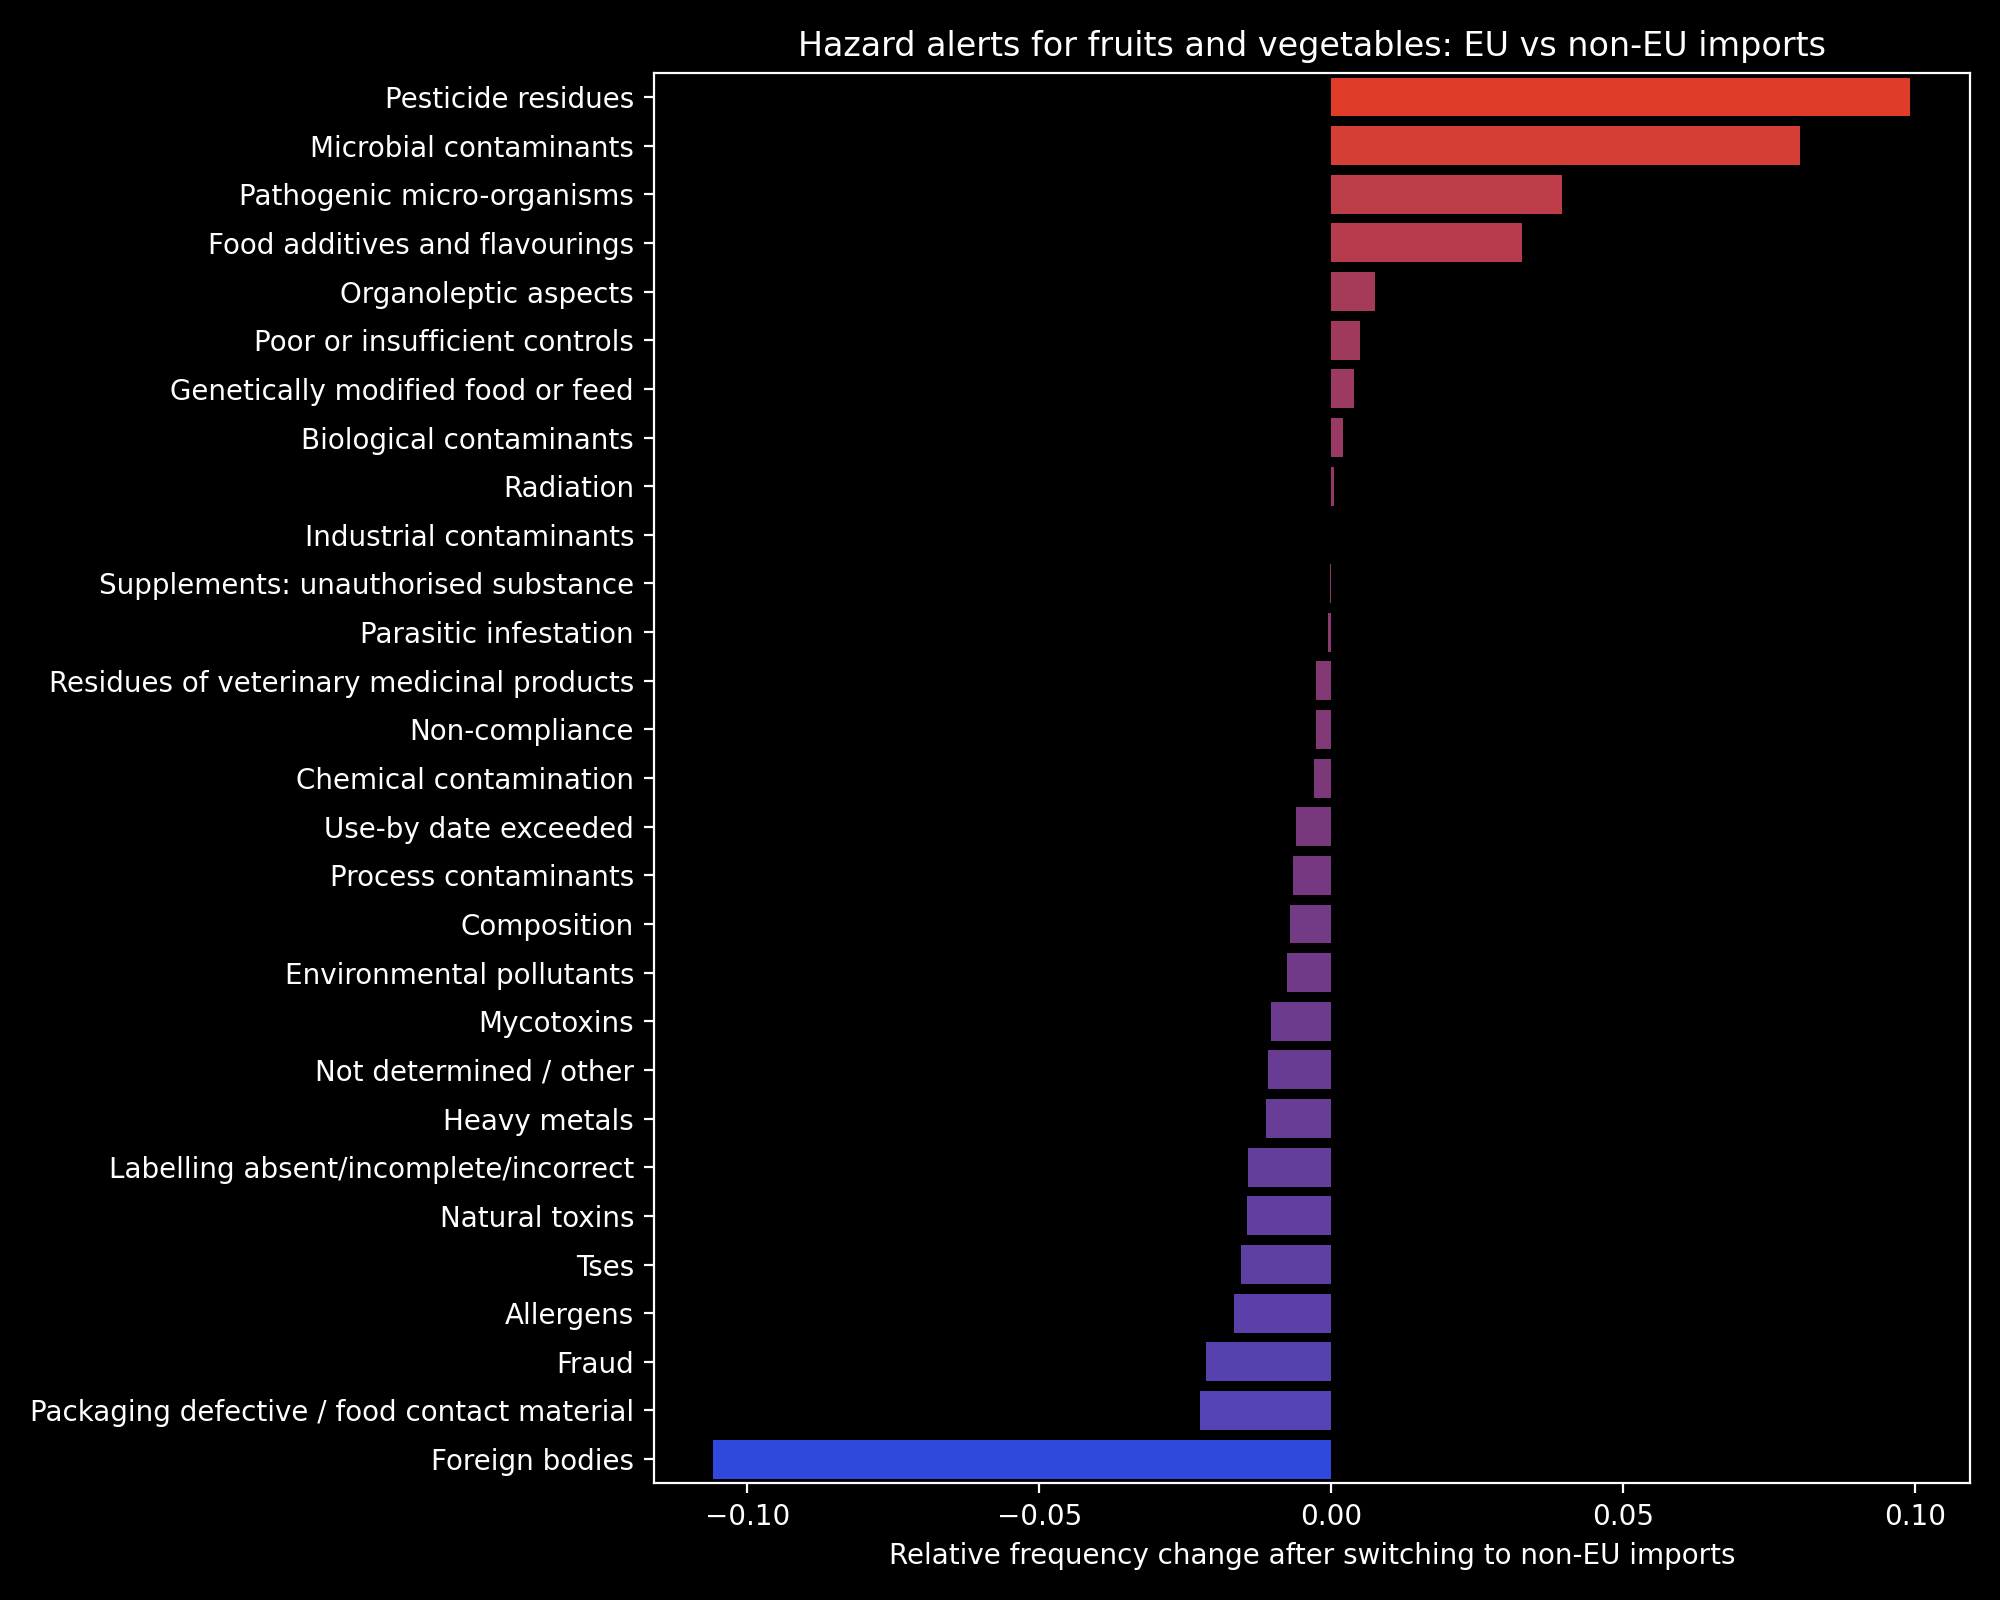 Hazard alerts for fruits and vegetables: EU vs non-EU imports
Pesticide residues
Microbial contaminants
Pathogenic micro-organisms
Food additives and flavourings
Organoleptic aspects
Poor or insufficient controls
Genetically modified food or feed
Biological contaminants
Radiation
Industrial contaminants
Supplements: unauthorised substance
Parasitic infestation
Residues of veterinary medicinal products
Non-compliance
Chemical contamination
Use-by date exceeded
Process contaminants
Composition
Environmental pollutants
Mycotoxins
Not determined / other
Heavy metals
Labelling absent/incomplete/incorrect
Natural toxins
Tses
Allergens
Fraud
Packaging defective / food contact material
Foreign bodies
−0.10 −0.05 0.00 0.05 0.10
Relative frequency change after switching to non-EU imports